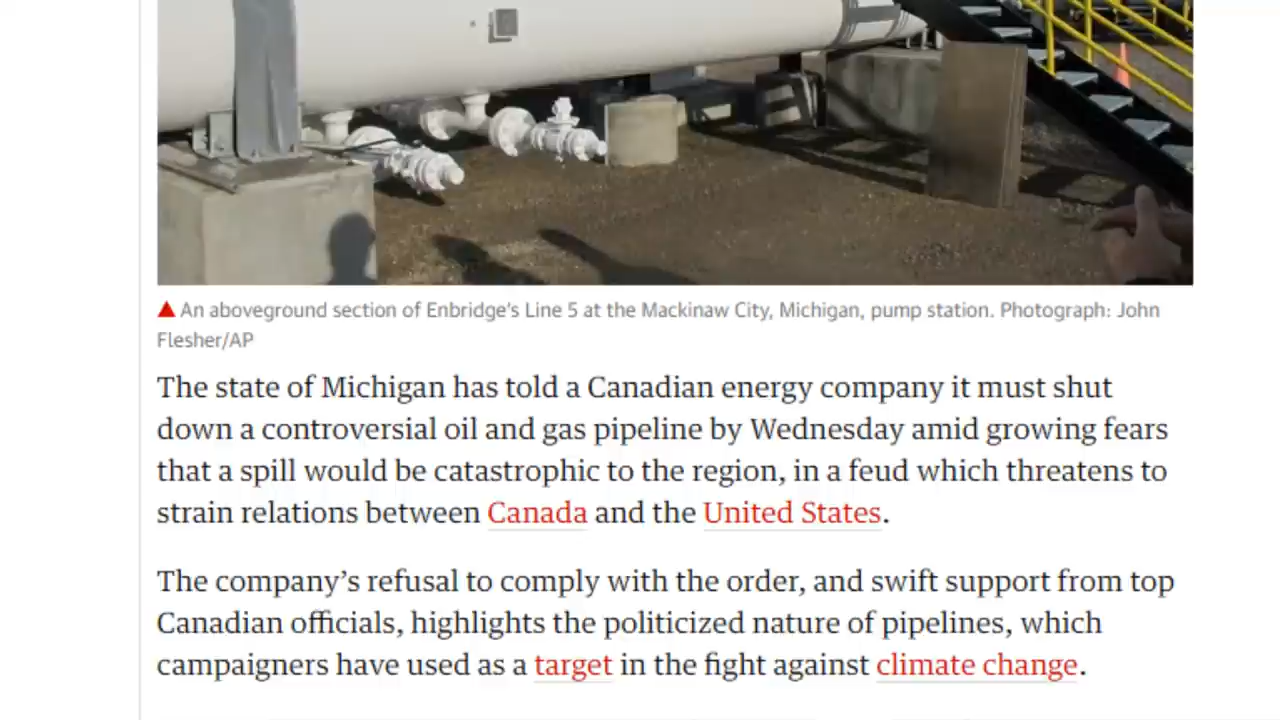 An aboveground section of Enbridge’s Line 5 at the Mackinaw City, Michigan, pump station. Photograph: John
Flesher/AP
The state of Michigan has told a Canadian energy company it must shut
down a controversial oil and gas pipeline by Wednesday amid growing fears
that a spill would be catastrophic to the region, in a feud which threatens to
strain relations between Canada and the United States.
The company’s refusal to comply with the order, and swift support from top
Canadian officials, highlights the politicized nature of pipelines, which
campaigners have used as a target in the fight against climate change.